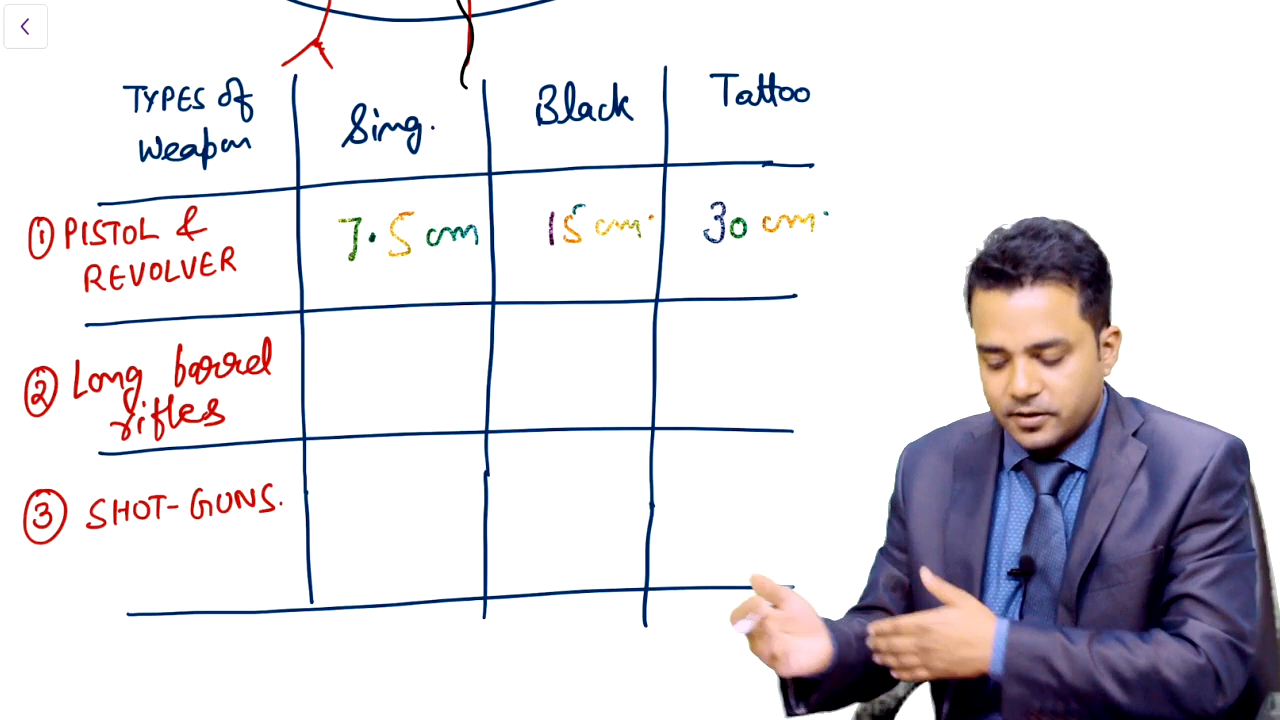 TYPES of
Weapon
Sing.
Black
Tattoo
① PISTOL &
REVOLVER
7.5 cm
15 cm.
30 cm.
② Long barrel
rifles
③ SHOT-GUNS.